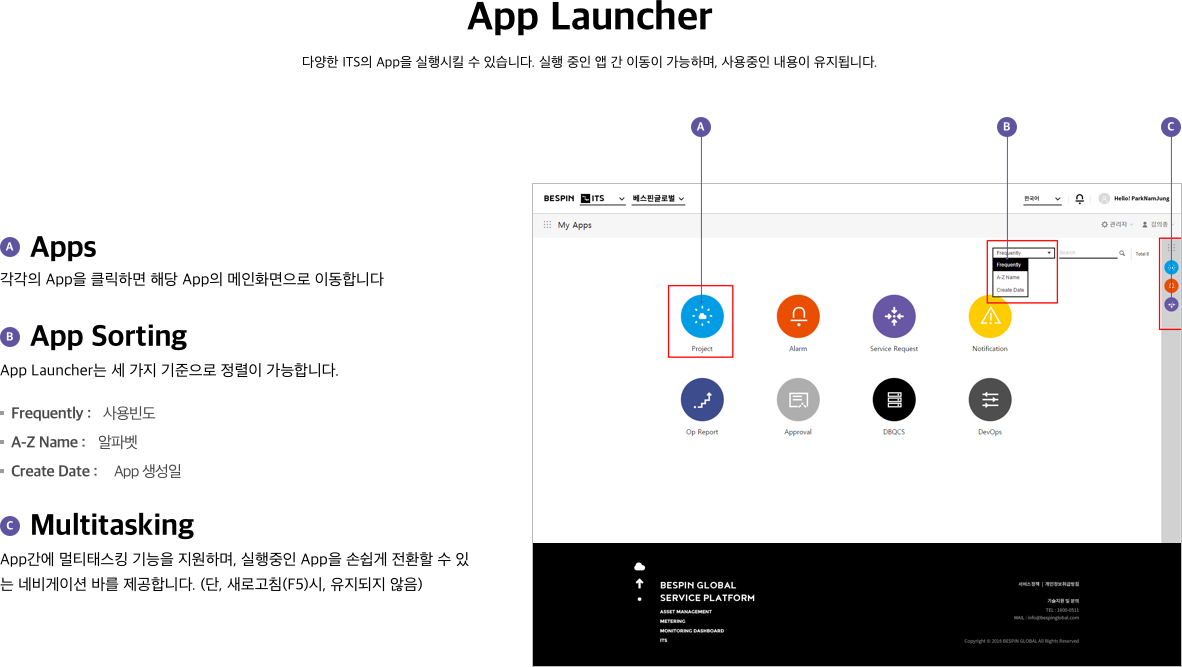 App Launcher
다양한 ITS의 App을 실행시킬 수 있습니다. 실행 중인 앱 간 이동이 가능하며, 사용중인 내용이 유지됩니다.
A
B
C
A Apps
각각의 App을 클릭하면 해당 App의 메인화면으로 이동합니다
B App Sorting
App Launcher는 세 가지 기준으로 정렬이 가능합니다.
Frequently : 사용빈도
A-Z Name : 알파벳
Create Date : App 생성일
C Multitasking
App간에 멀티태스킹 기능을 지원하며, 실행중인 App을 손쉽게 전환할 수 있
는 네비게이션 바를 제공합니다. (단, 새로고침(F5)시, 유지되지 않음)
BESPIN ITS 베스핀글로벌
한국어
Hello! ParkNamJung
My Apps
관리자
김의종
Frequently
Search
Total 8
Frequently
A-Z Name
Create Date
Project
Alarm
Service Request
Notification
Op Report
Approval
DBQCS
DevOps
BESPIN GLOBAL
SERVICE PLATFORM
ASSET MANAGEMENT
METERING
MONITORING DASHBOARD
ITS
서비스정책 | 개인정보취급방침
기술지원 및 문의
TEL : 1600-0511
MAIL : info@bespinglobal.com
Copyright © 2016 BESPIN GLOBAL All Rights Reserved